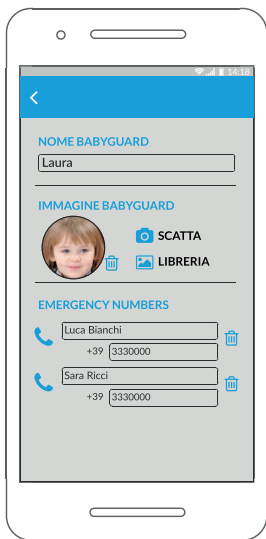 14:18
NOME BABYGUARD
Laura
IMMAGINE BABYGUARD
SCATTA
LIBRERIA
EMERGENCY NUMBERS
Luca Bianchi
+39 3330000
Sara Ricci
+39 3330000